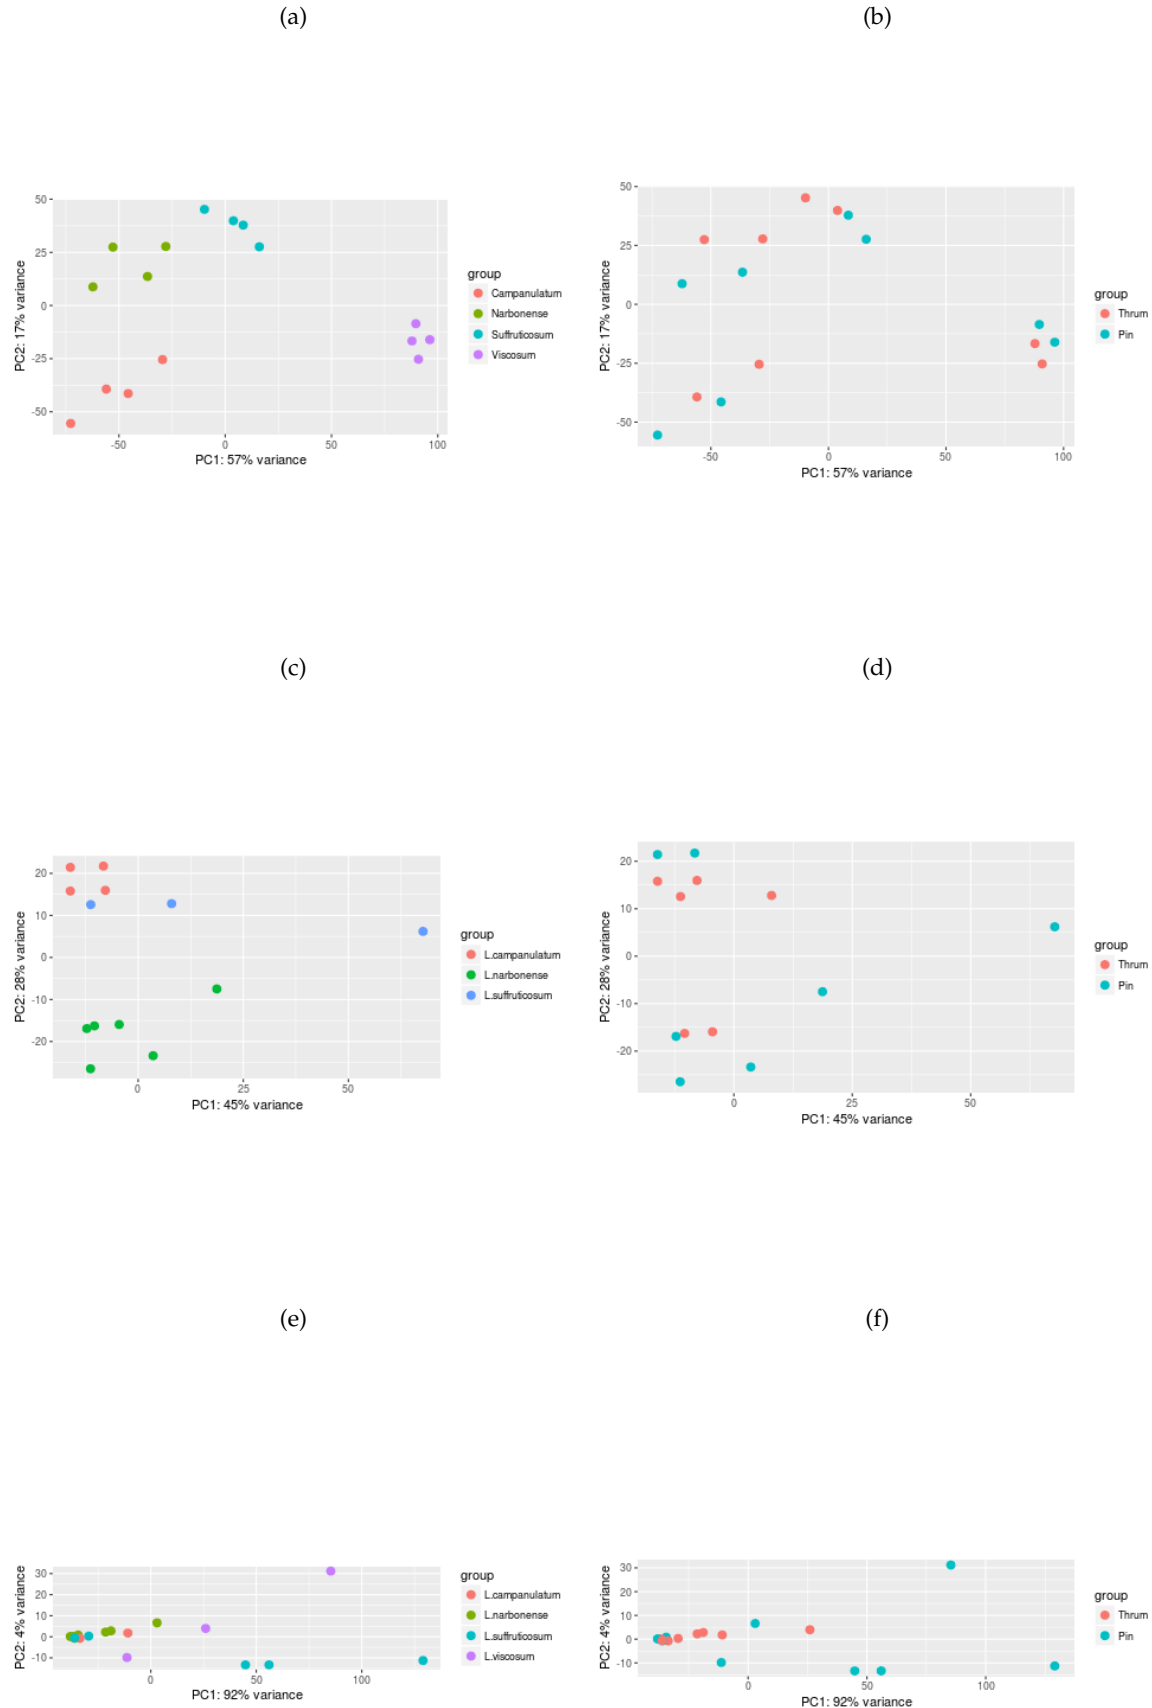 (a)
(b)
50
25
0
-25
-50
PC2: 17% variance
-50
0
50
100
PC1: 57% variance
group
Campanulatum
Narbonense
Suffruticosum
Viscosum
50
25
0
-25
-50
PC2: 17% variance
-50
0
50
100
PC1: 57% variance
group
Thrum
Pin
(c)
(d)
20
10
0
-10
-20
PC2: 28% variance
0
25
50
PC1: 45% variance
group
L.campanulatum
L.narbonense
L.suffruticosum
20
10
0
-10
-20
PC2: 28% variance
0
25
50
PC1: 45% variance
group
Thrum
Pin
(e)
(f)
30
20
10
0
-10
PC2: 4% variance
0
50
100
PC1: 92% variance
group
L.campanulatum
L.narbonense
L.suffruticosum
L.viscosum
30
20
10
0
-10
PC2: 4% variance
0
50
100
PC1: 92% variance
group
Thrum
Pin